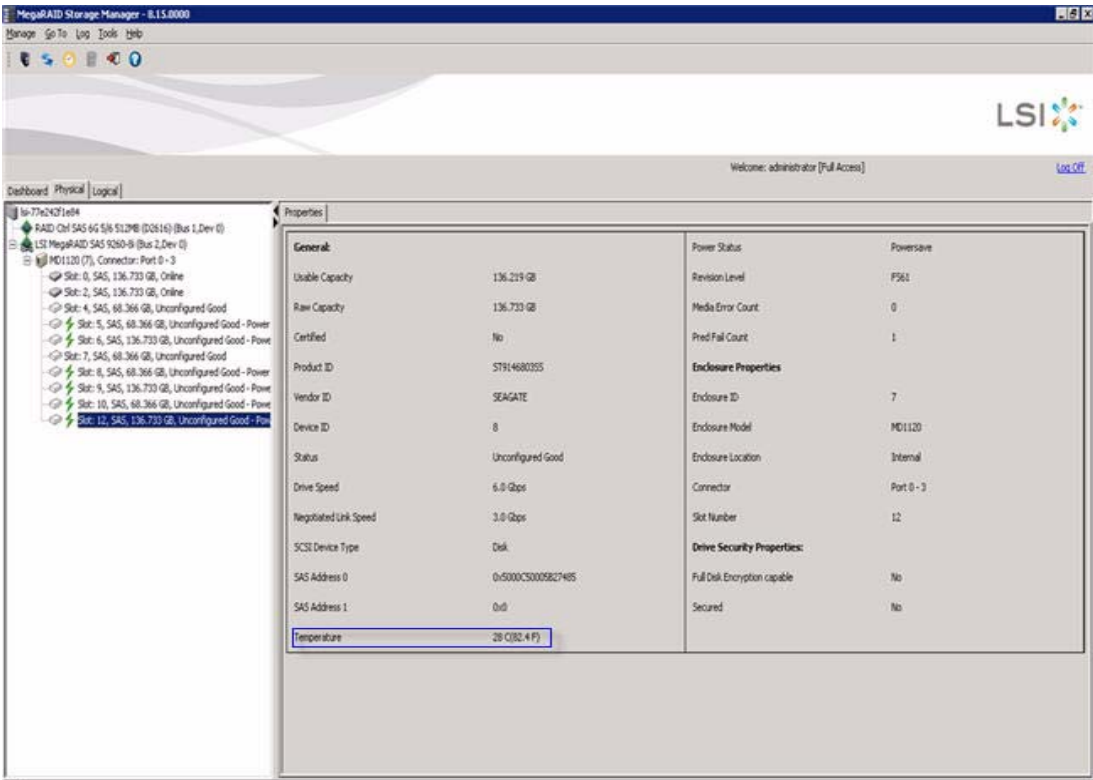 MegaRAID Storage Manager - 8.15.0000
Manage Go To Log Tools Help
LSI
Welcome: administrator [Full Access]
Log Off
Dashboard Physical Logical
lsi-77e242f1e84
RAID Ctrl SAS 6G 5/6 512MB (D2616) (Bus 1,Dev 0)
LSI MegaRAID SAS 9260-8i (Bus 2,Dev 0)
MD1120 (7), Connector: Port 0 - 3
Slot: 0, SAS, 136.733 GB, Online
Slot: 2, SAS, 136.733 GB, Online
Slot: 4, SAS, 68.366 GB, Unconfigured Good
Slot: 5, SAS, 68.366 GB, Unconfigured Good - Power
Slot: 6, SAS, 136.733 GB, Unconfigured Good - Powe
Slot: 7, SAS, 68.366 GB, Unconfigured Good
Slot: 8, SAS, 68.366 GB, Unconfigured Good - Power
Slot: 9, SAS, 136.733 GB, Unconfigured Good - Powe
Slot: 10, SAS, 68.366 GB, Unconfigured Good - Powe
Slot: 12, SAS, 136.733 GB, Unconfigured Good - Pow
Properties
General:
Usable Capacity 136.219 GB
Raw Capacity 136.733 GB
Certified No
Product ID ST9146803SS
Vendor ID SEAGATE
Device ID 8
Status Unconfigured Good
Drive Speed 6.0 Gbps
Negotiated Link Speed 3.0 Gbps
SCSI Device Type Disk
SAS Address 0 0x5000C50005B27485
SAS Address 1 0x0
Temperature 28 C(82.4 F)
Power Status Powersave
Revision Level FS61
Media Error Count 0
Pred Fail Count 1
Enclosure Properties
Enclosure ID 7
Enclosure Model MD1120
Enclosure Location Internal
Connector Port 0 - 3
Slot Number 12
Drive Security Properties:
Full Disk Encryption capable No
Secured No